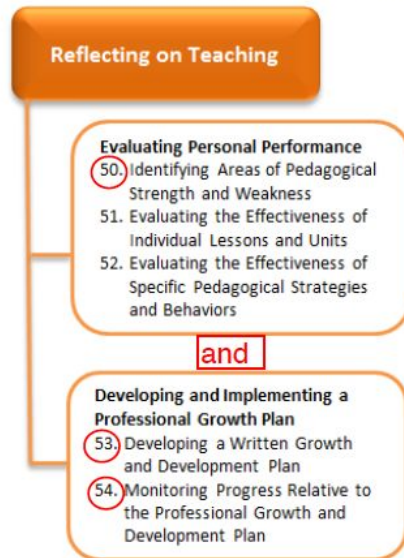 Reflecting on Teaching
Evaluating Personal Performance
50. Identifying Areas of Pedagogical
Strength and Weakness
51. Evaluating the Effectiveness of
Individual Lessons and Units
52. Evaluating the Effectiveness of
Specific Pedagogical Strategies
and Behaviors
and
Developing and Implementing a
Professional Growth Plan
53. Developing a Written Growth
and Development Plan
54. Monitoring Progress Relative to
the Professional Growth and
Development Plan